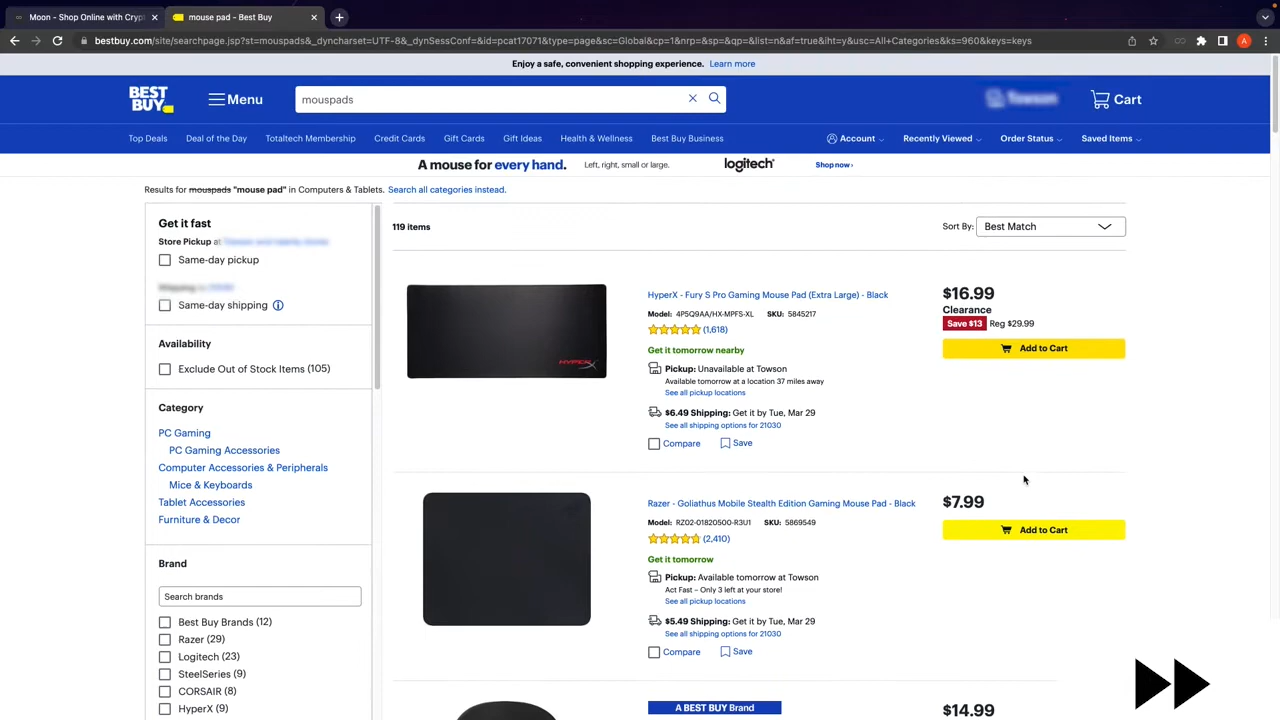 Moon - Shop Online with Cryp
mouse pad - Best Buy
bestbuy.com/site/searchpage.jsp?st=mouspads&_dyncharset=UTF-8&_dynSessConf=&id=pcat17071&type=page&sc=Global&cp=1&nrp=&sp=&qp=&list=n&af=true&iht=y&usc=All+Categories&ks=960&keys=keys
A
Enjoy a safe, convenient shopping experience. Learn more
BEST BUY
Menu
mouspads
Towson
Cart
Top Deals Deal of the Day Totaltech Membership Credit Cards Gift Cards Gift Ideas Health & Wellness Best Buy Business
Account Recently Viewed Order Status Saved Items
A mouse for every hand. Left, right, small or large. logitech Shop now›
Results for mouspads "mouse pad" in Computers & Tablets. Search all categories instead.
Get it fast
Store Pickup at
Same-day pickup
Same-day shipping
Availability
Exclude Out of Stock Items (105)
Category
PC Gaming
PC Gaming Accessories
Computer Accessories & Peripherals
Mice & Keyboards
Tablet Accessories
Furniture & Decor
Brand
Search brands
Best Buy Brands (12)
Razer (29)
Logitech (23)
SteelSeries (9)
CORSAIR (8)
HyperX (9)
119 items
Sort By: Best Match
HYPERX
HyperX - Fury S Pro Gaming Mouse Pad (Extra Large) - Black
Model: 4P5Q9AA/HX-MPFS-XL SKU: 5845217
(1,618)
Get it tomorrow nearby
Pickup: Unavailable at Towson
Available tomorrow at a location 37 miles away
See all pickup locations
$6.49 Shipping: Get it by Tue, Mar 29
See all shipping options for 21030
Compare Save
$16.99
Clearance
Save $13 Reg $29.99
Add to Cart
Razer - Goliathus Mobile Stealth Edition Gaming Mouse Pad - Black
Model: RZ02-01820500-R3U1 SKU: 5869549
(2,410)
Get it tomorrow
Pickup: Available tomorrow at Towson
Act Fast – Only 3 left at your store!
See all pickup locations
$5.49 Shipping: Get it by Tue, Mar 29
See all shipping options for 21030
Compare Save
$7.99
Add to Cart
A BEST BUY Brand
$14.99